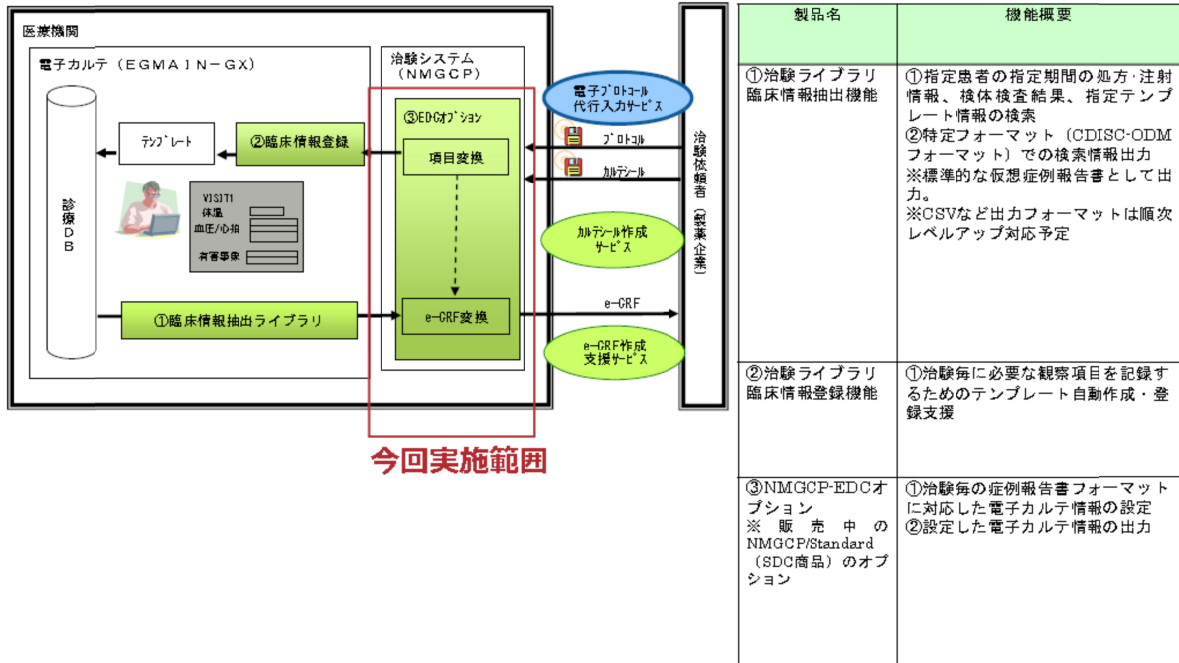 医療機関
電子カルテ（EGMAIN-GX）
治験システム
（NMGCP）
③EDCｵﾌﾟｼｮﾝ
項目変換
②臨床情報登録
ﾃﾝﾌﾟﾚｰﾄ
診療DB
VISIT1
体温
血圧/心拍
有害事象
①臨床情報抽出ライブラリ
e-CRF変換
電子ﾌﾟﾛﾄｺｰﾙ
代行入力ｻｰﾋﾞｽ
ﾌﾟﾛﾄｺﾙ
ｶﾙﾃｼｰﾙ
ｶﾙﾃｼｰﾙ作成
ｻｰﾋﾞｽ
e-CRF
e-CRF作成
支援ｻｰﾋﾞｽ
治験依頼者（製薬企業）
今回実施範囲
製品名
機能概要
①治験ライブラリ
臨床情報抽出機能
①指定患者の指定期間の処方･注射
情報、検体検査結果、指定テンプ
レート情報の検索
②特定フォーマット（CDISC-ODM
フォーマット）での検索情報出力
※標準的な仮想症例報告書として出
力。
※CSVなど出力フォーマットは順次
レベルアップ対応予定
②治験ライブラリ
臨床情報登録機能
①治験毎に必要な観察項目を記録す
るためのテンプレート自動作成・登
録支援
③NMGCP-EDCオ
プション
※販売中の
NMGCP/Standard
（SDC商品）のオプ
ション
①治験毎の症例報告書フォーマット
に対応した電子カルテ情報の設定
②設定した電子カルテ情報の出力